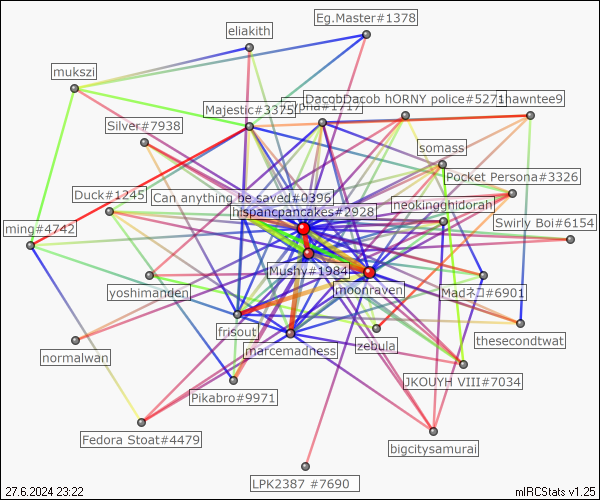 Eg.Master#1378
eliakith
mukszi
DacobDacob hORNY police#5271
Majestic#3375
Silver#7938
somass
Pocket Persona#3326
Duck#1245
Can anything be saved#0396
neokingghidorah
hispancpancakes#2928
Swirly Boi#6154
ming#4742
Mushy#1984
moonraven
yoshimanden
Madネコ#6901
frisout
thesecondtwat
marcemadness
zebula
normalwan
JKOUYH VIII#7034
Pikabro#9971
Fedora Stoat#4479
bigcitysamurai
LPK2387 #7690
27.6.2024 23:22
mIRCStats v1.25